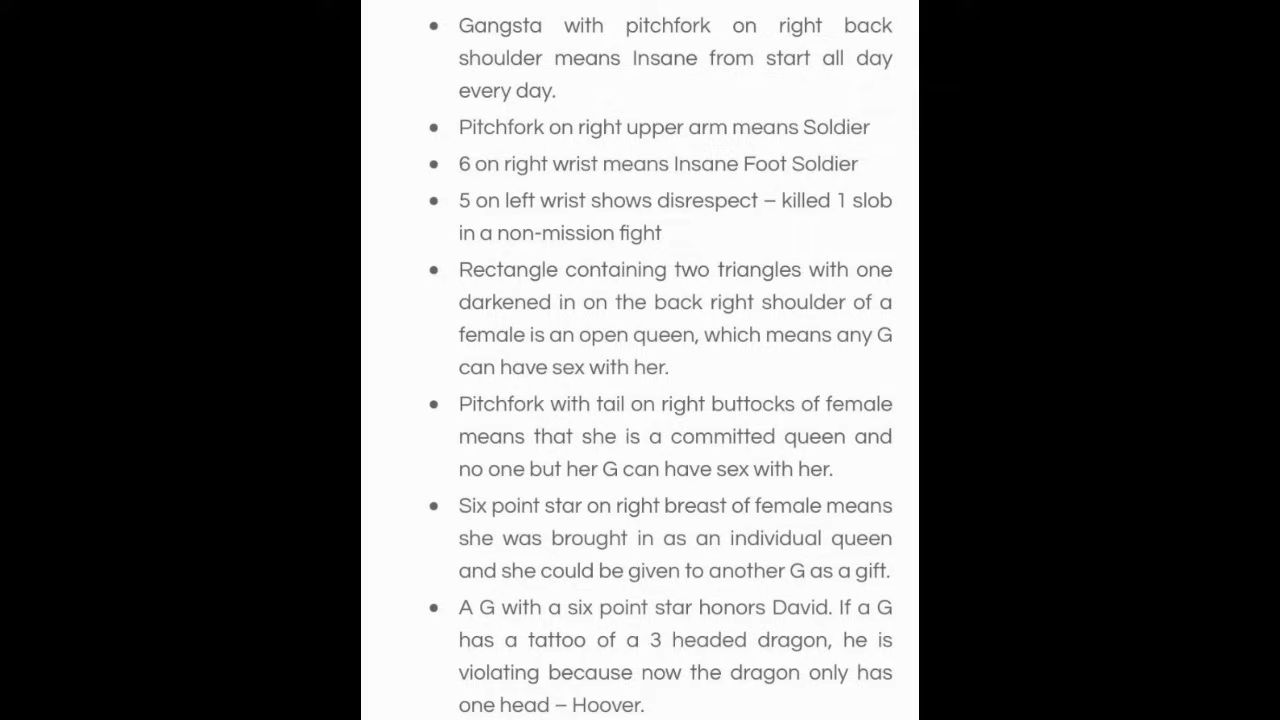 • Gangsta with pitchfork on right back
shoulder means Insane from start all day
every day.
• Pitchfork on right upper arm means Soldier
• 6 on right wrist means Insane Foot Soldier
• 5 on left wrist shows disrespect – killed 1 slob
in a non-mission fight
• Rectangle containing two triangles with one
darkened in on the back right shoulder of a
female is an open queen, which means any G
can have sex with her.
• Pitchfork with tail on right buttocks of female
means that she is a committed queen and
no one but her G can have sex with her.
• Six point star on right breast of female means
she was brought in as an individual queen
and she could be given to another G as a gift.
• A G with a six point star honors David. If a G
has a tattoo of a 3 headed dragon, he is
violating because now the dragon only has
one head – Hoover.